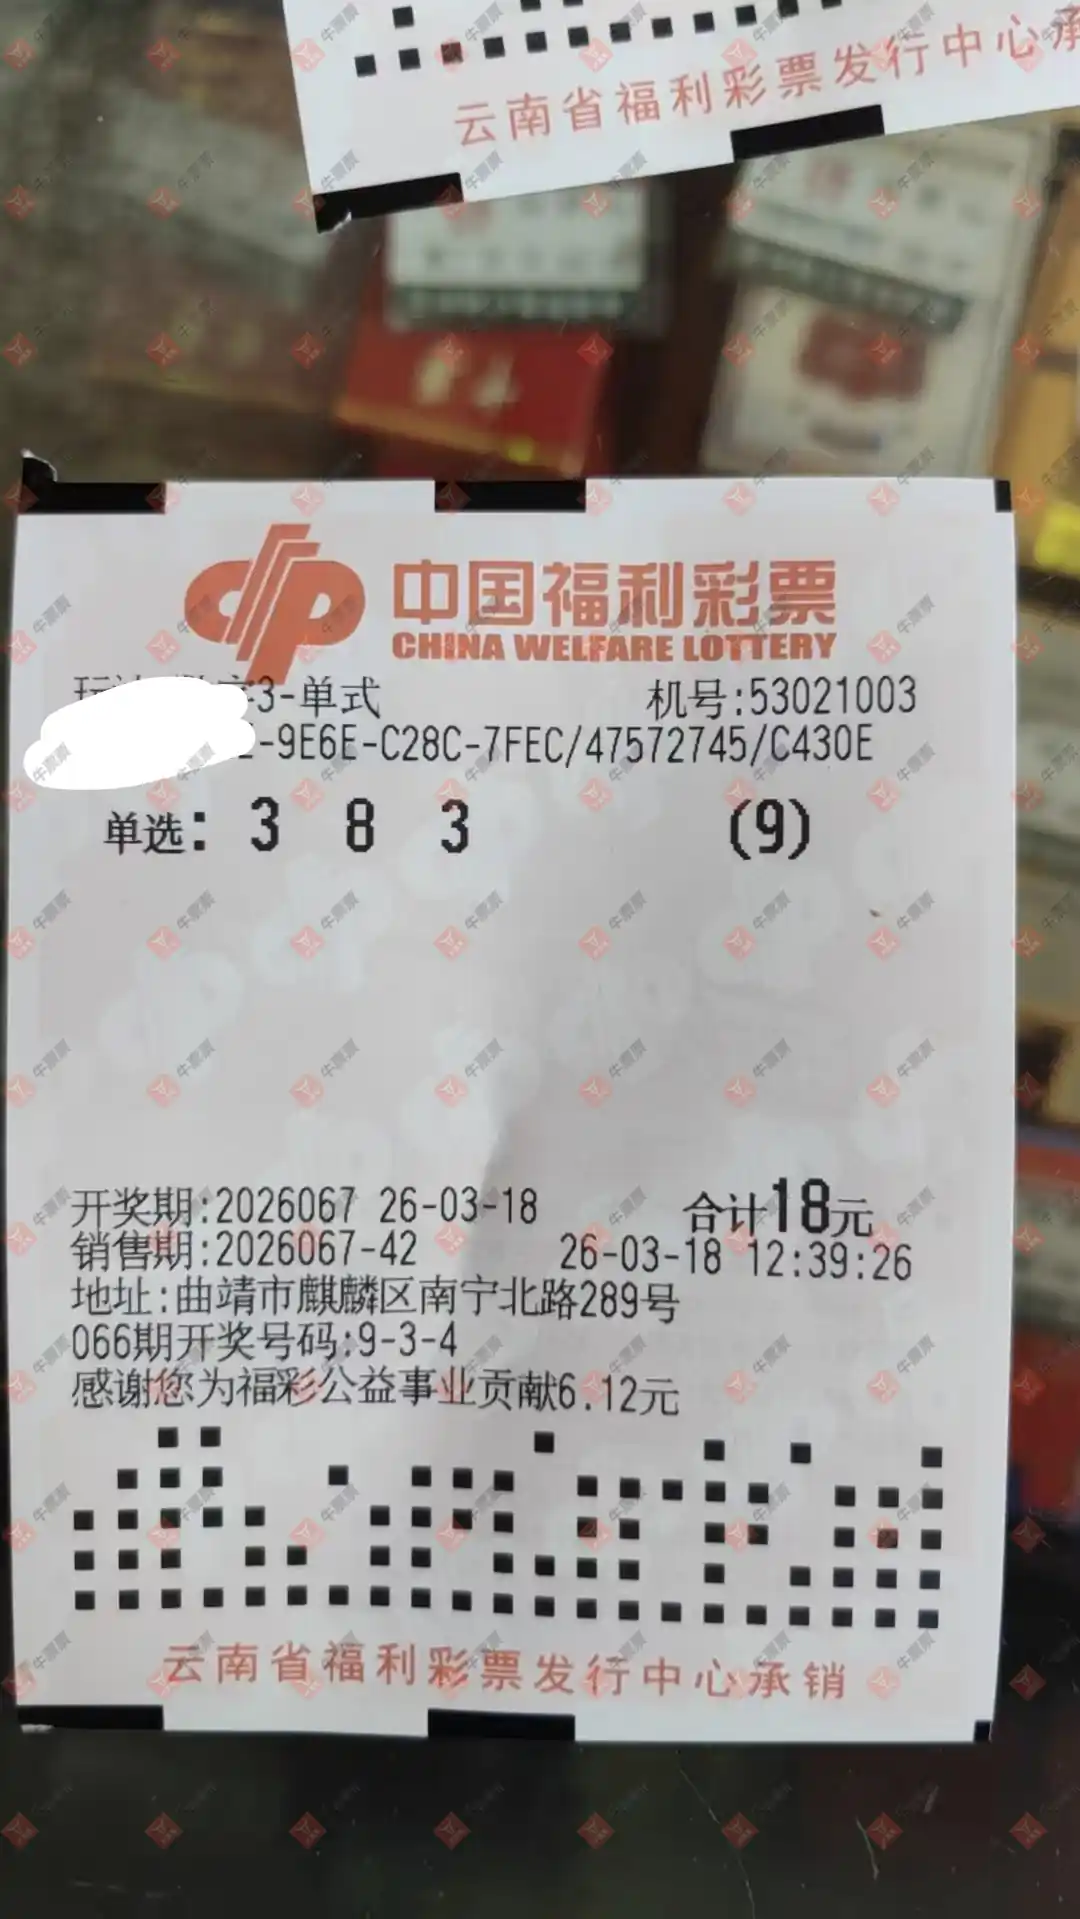 云南省福利彩票发行中心承
中国福利彩票
CHINA WELFARE LOTTERY
3-单式 机号:53021003
-9E6E-C28C-7FEC/47572745/C430E
单选: 3 8 3 (9)
开奖期:2026067 26-03-18 合计18元
销售期:2026067-42 26-03-18 12:39:26
地址:曲靖市麒麟区南宁北路289号
066期开奖号码:9-3-4
感谢您为福彩公益事业贡献6.12元
云南省福利彩票发行中心承销
牛票票